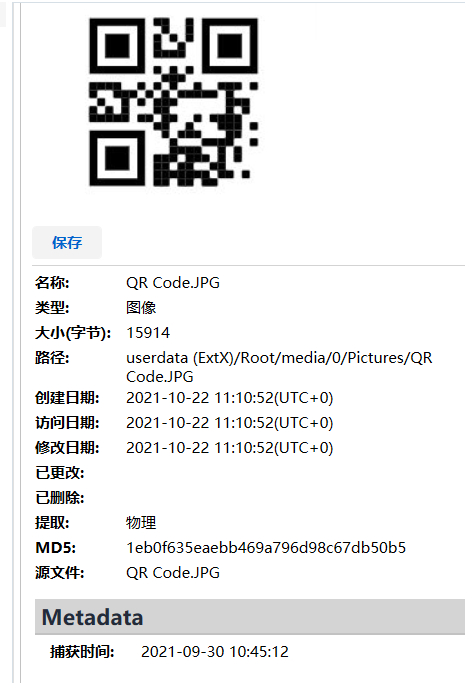 保存
名称: QR Code.JPG
类型: 图像
大小(字节): 15914
路径: userdata (ExtX)/Root/media/0/Pictures/QR
Code.JPG
创建日期: 2021-10-22 11:10:52(UTC+0)
访问日期: 2021-10-22 11:10:52(UTC+0)
修改日期: 2021-10-22 11:10:52(UTC+0)
已更改:
已删除:
提取: 物理
MD5: 1eb0f635eaebb469a796d98c67db50b5
源文件: QR Code.JPG
Metadata
捕获时间: 2021-09-30 10:45:12